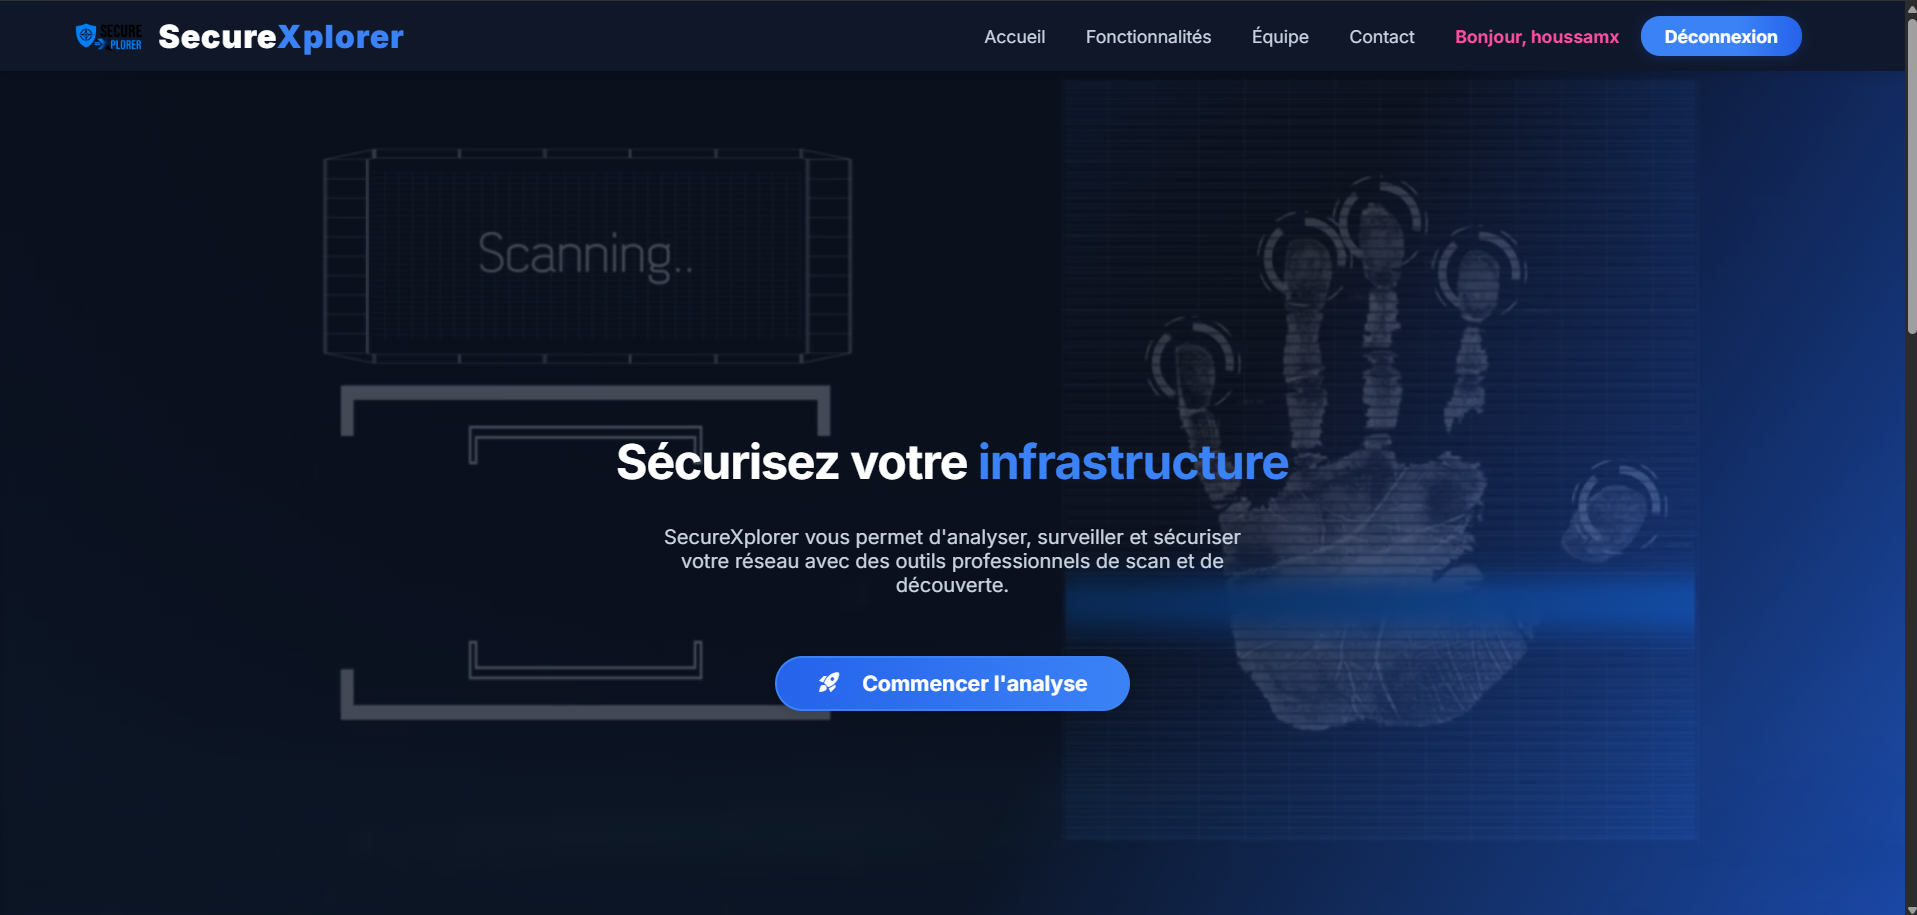 SECURE
PLORER
SecureXplorer
Accueil
Fonctionnalités
Équipe
Contact
Bonjour, houssamx
Déconnexion
Scanning..
Sécurisez votre infrastructure
SecureXplorer vous permet d'analyser, surveiller et sécuriser
votre réseau avec des outils professionnels de scan et de
découverte.
Commencer l'analyse